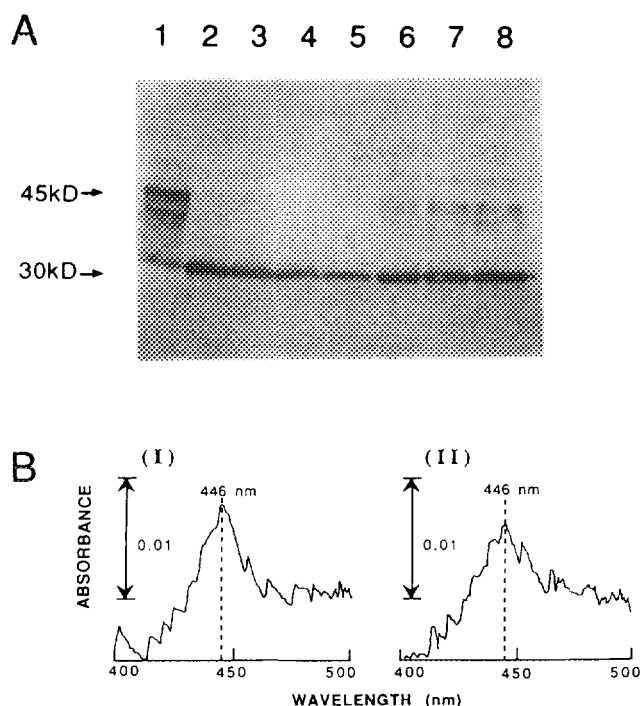 A
1 2 3 4 5 6 7 8
45kD
30kD
B
(I)
(II)
446 nm
446 nm
ABSORBANCE
0.01
0.01
400 450 500
400 450 500
WAVELENGTH (nm)